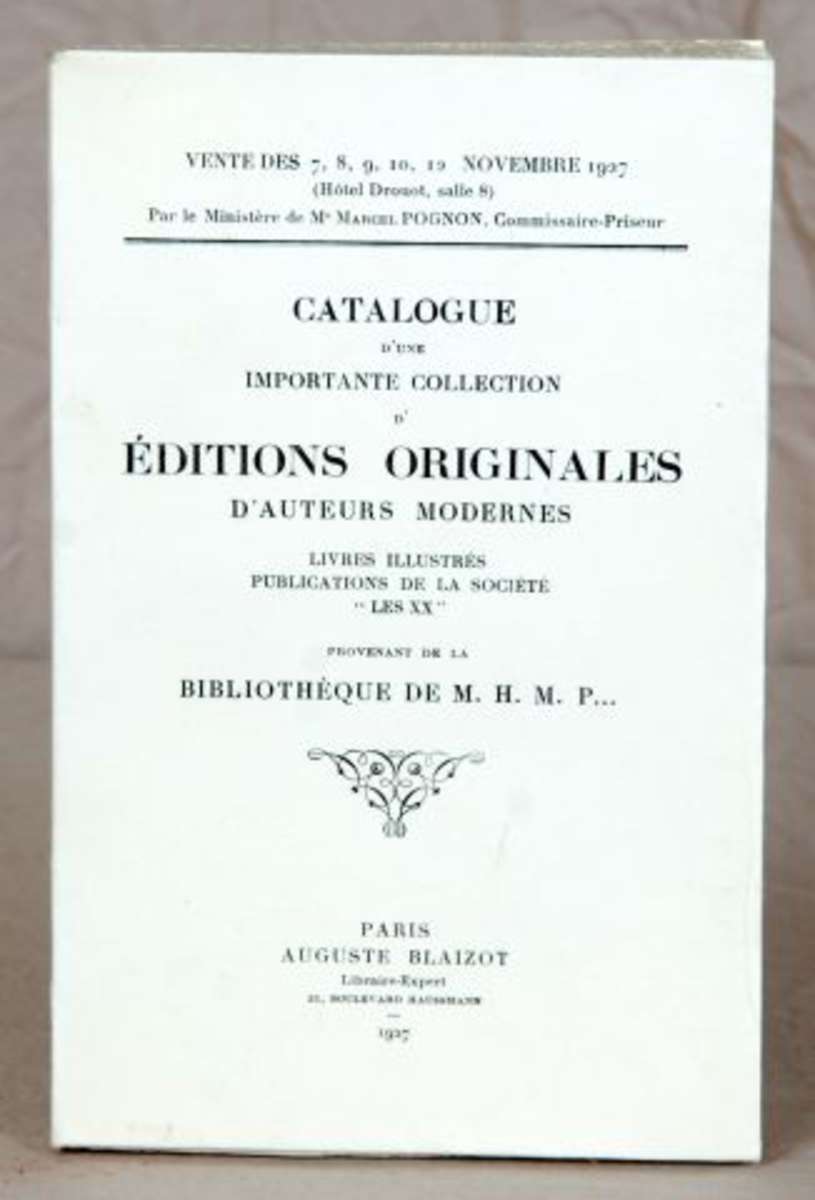 VENTE DES 7, 8, 9, 10, 12 NOVEMBRE 1927
(Hôtel Drouot, salle 8)
Par le Ministère de Me MARCEL POGNON, Commissaire-Priseur
CATALOGUE
D'UNE
IMPORTANTE COLLECTION
D'
ÉDITIONS ORIGINALES
D'AUTEURS MODERNES
LIVRES ILLUSTRÉS
PUBLICATIONS DE LA SOCIÉTÉ
" LES XX "
PROVENANT DE LA
BIBLIOTHÈQUE DE M. H. M. P...
PARIS
AUGUSTE BLAIZOT
Libraire-Expert
21, BOULEVARD HAUSSMANN
—
1927